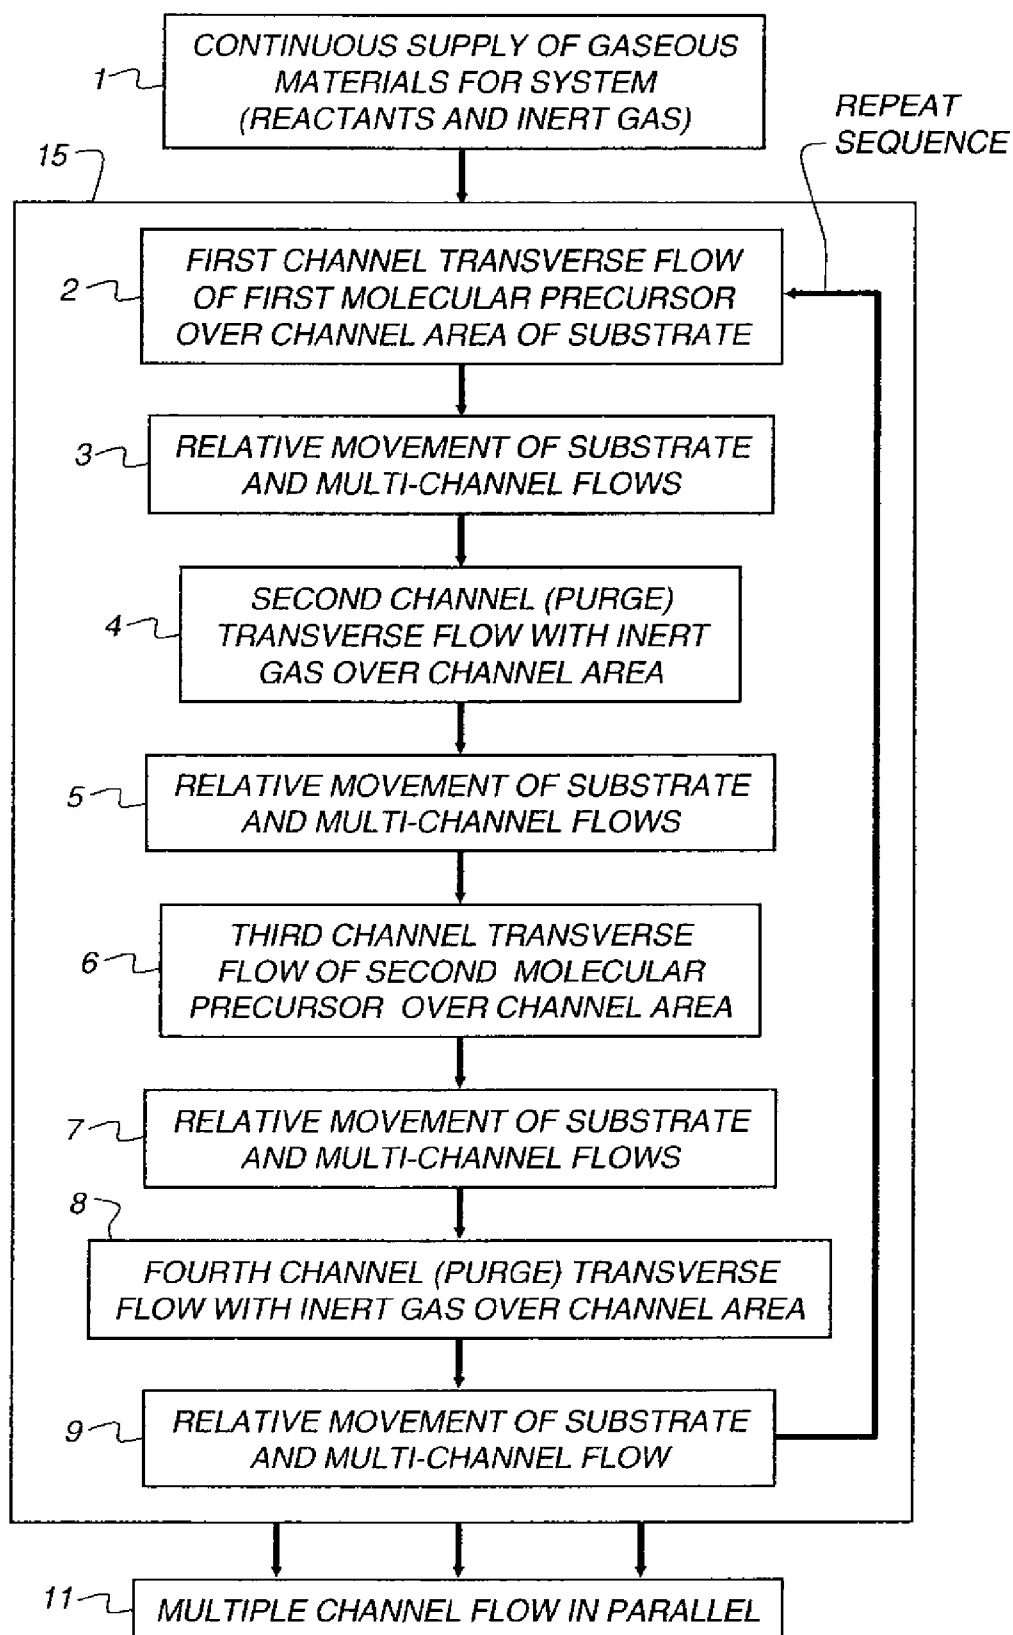 CONTINUOUS SUPPLY OF GASEOUS
MATERIALS FOR SYSTEM
(REACTANTS AND INERT GAS)
1
REPEAT
SEQUENCE
15
FIRST CHANNEL TRANSVERSE FLOW
OF FIRST MOLECULAR PRECURSOR
OVER CHANNEL AREA OF SUBSTRATE
2
RELATIVE MOVEMENT OF SUBSTRATE
AND MULTI-CHANNEL FLOWS
3
SECOND CHANNEL (PURGE)
TRANSVERSE FLOW WITH INERT
GAS OVER CHANNEL AREA
4
RELATIVE MOVEMENT OF SUBSTRATE
AND MULTI-CHANNEL FLOWS
5
THIRD CHANNEL TRANSVERSE
FLOW OF SECOND MOLECULAR
PRECURSOR OVER CHANNEL AREA
6
RELATIVE MOVEMENT OF SUBSTRATE
AND MULTI-CHANNEL FLOWS
7
8
FOURTH CHANNEL (PURGE) TRANSVERSE
FLOW WITH INERT GAS OVER CHANNEL AREA
RELATIVE MOVEMENT OF SUBSTRATE
AND MULTI-CHANNEL FLOW
9
11
MULTIPLE CHANNEL FLOW IN PARALLEL